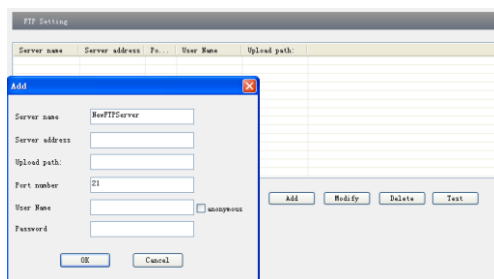 FTP Setting
Server name Server address Po... User Name Upload path:
Add
Server name NewFTPServer
Server address
Upload path:
Port number 21
User Name anonymous
Password
OK Cancel
Add Modify Delete Test